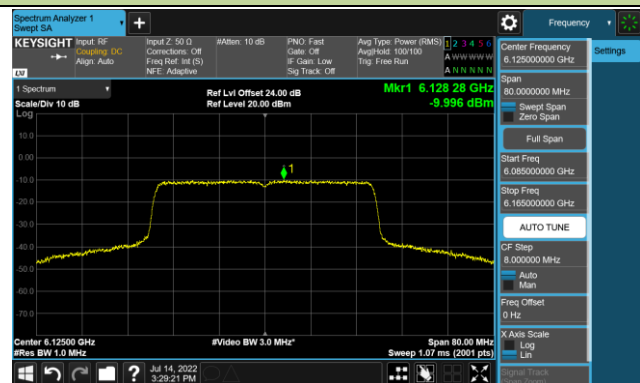 Spectrum Analyzer 1
Swept SA
+
Frequency
KEYSIGHT
Input: RF
Coupling: DC
Align: Auto
Input Z: 50 Ω
Corrections: Off
Freq Ref: Int (S)
NFE: Adaptive
#Atten: 10 dB
PNO: Fast
Gate: Off
IF Gain: Low
Sig Track: Off
Avg Type: Power (RMS)
Avg|Hold: 100/100
Trig: Free Run
1 2 3 4 5 6
A W W W W W
A N N N N N
LXI
1 Spectrum
Scale/Div 10 dB
Log
Ref Lvl Offset 24.00 dB
Ref Level 20.00 dBm
Mkr1 6.128 28 GHz
-9.996 dBm
10.0
0.00
-10.0
-20.0
-30.0
-40.0
-50.0
-60.0
-70.0
1
Center 6.12500 GHz
#Res BW 1.0 MHz
#Video BW 3.0 MHz*
Span 80.00 MHz
Sweep 1.07 ms (2001 pts)
Center Frequency
6.125000000 GHz
Settings
Span
80.0000000 MHz
Swept Span
Zero Span
Full Span
Start Freq
6.085000000 GHz
Stop Freq
6.165000000 GHz
AUTO TUNE
CF Step
8.000000 MHz
Auto
Man
Freq Offset
0 Hz
X Axis Scale
Log
Lin
Signal Track
(Span Zoom)
?
Jul 14, 2022
3:29:21 PM